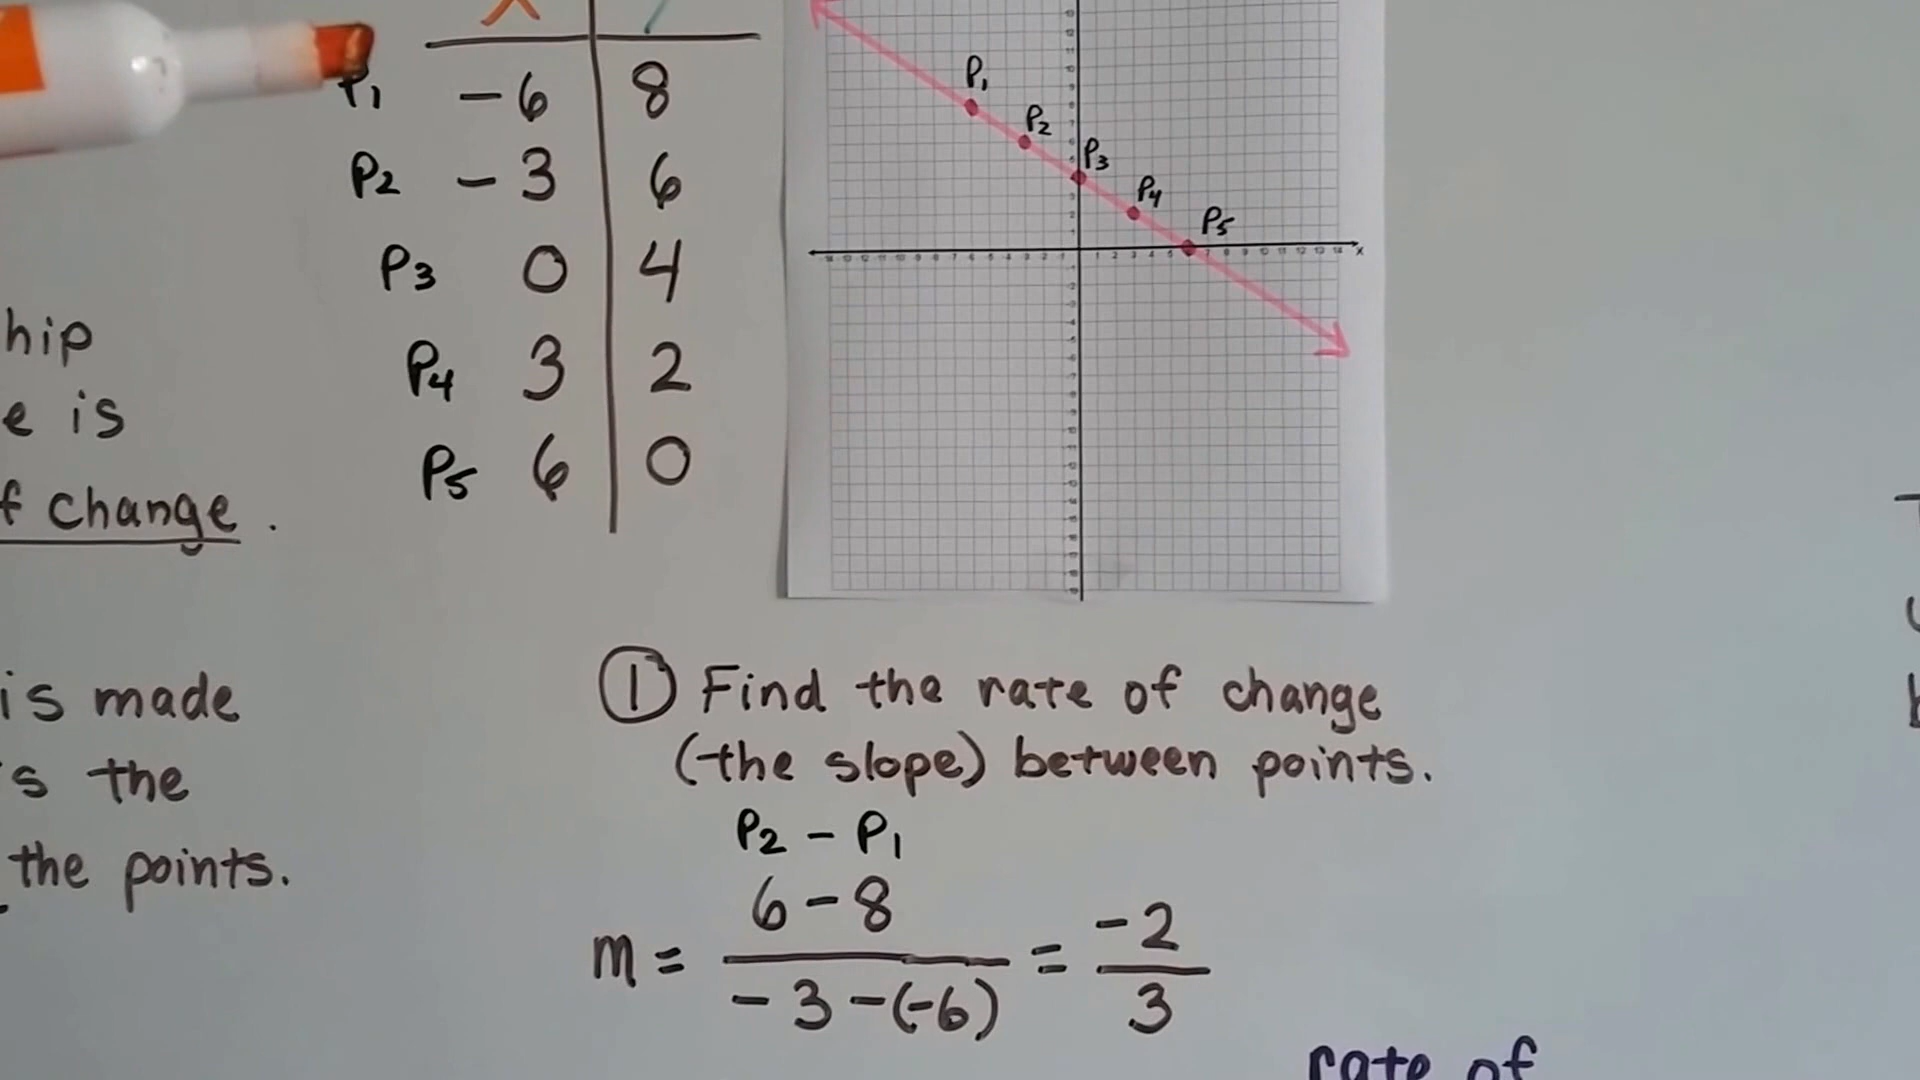 x y
P1 -6 8
P2 -3 6
P3 0 4
P4 3 2
P5 6 0
P1
P2
P3
P4
P5
x
hip
e is
f change.
is made
s the
the points.
① Find the rate of change
(the slope) between points.
P2 - P1
m = 6-8 / -3-(-6) = -2/3
rate of